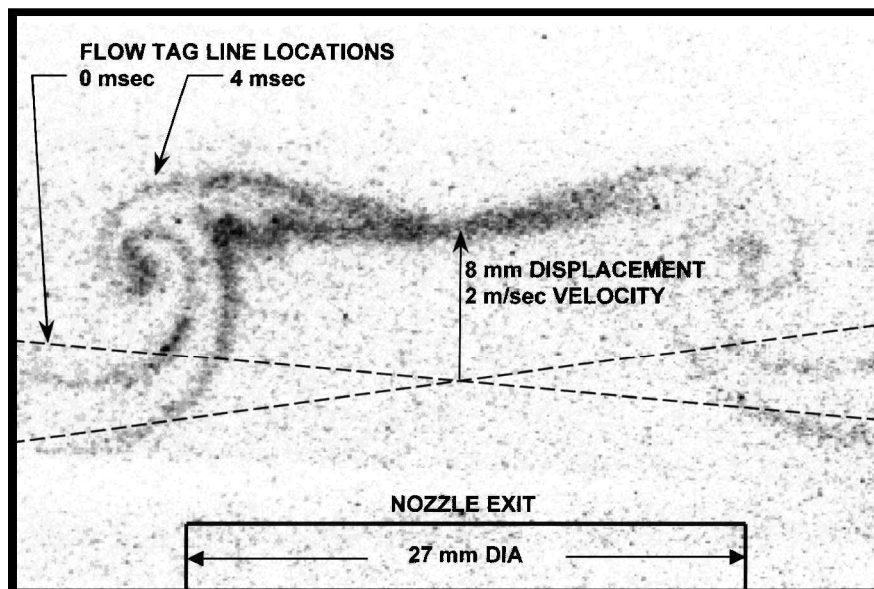 FLOW TAG LINE LOCATIONS
0 msec 4 msec
8 mm DISPLACEMENT
2 m/sec VELOCITY
NOZZLE EXIT
27 mm DIA